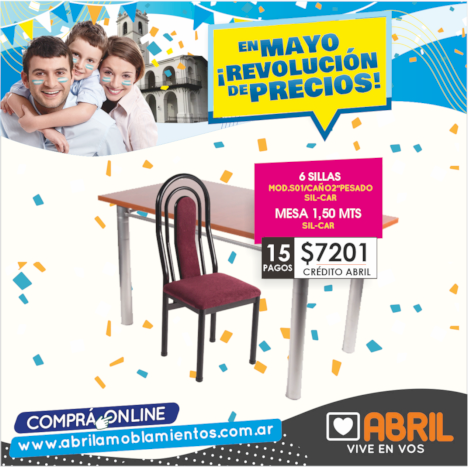 EN MAYO
¡REVOLUCIÓN
DE PRECIOS!
6 SILLAS
MOD.S01/CAÑO2"PESADO
SIL-CAR
MESA 1,50 MTS
SIL-CAR
15 PAGOS
$7201
CRÉDITO ABRIL
COMPRÁ ONLINE
www.abrilamoblamientos.com.ar
ABRIL
VIVE EN VOS